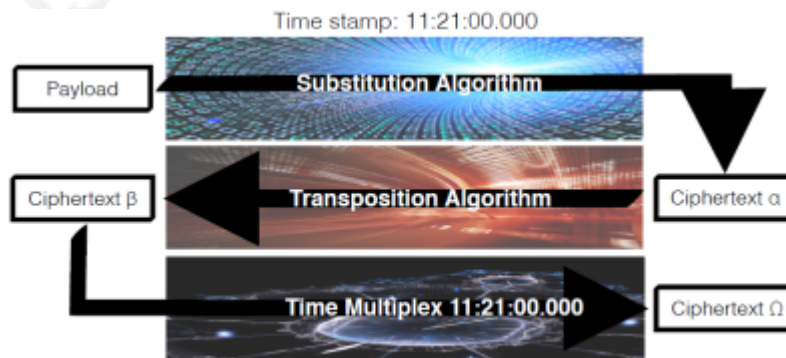 Time stamp: 11:21:00.000
Payload
Substitution Algorithm
Ciphertext β
Transposition Algorithm
Ciphertext α
Time Multiplex 11:21:00.000
Ciphertext Ω